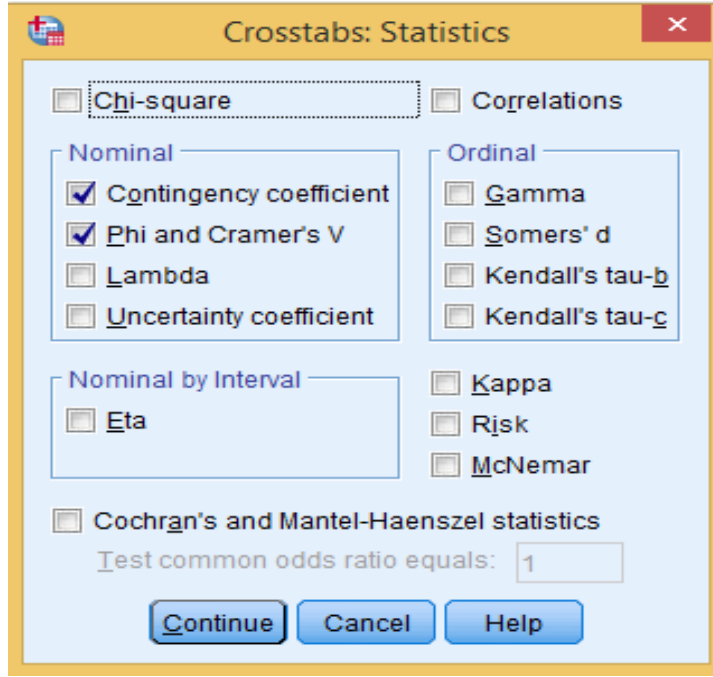 Crosstabs: Statistics
Chi-square
Correlations
Nominal
Contingency coefficient
Phi and Cramer's V
Lambda
Uncertainty coefficient
Ordinal
Gamma
Somers' d
Kendall's tau-b
Kendall's tau-c
Nominal by Interval
Eta
Kappa
Risk
McNemar
Cochran's and Mantel-Haenszel statistics
Test common odds ratio equals: 1
Continue Cancel Help